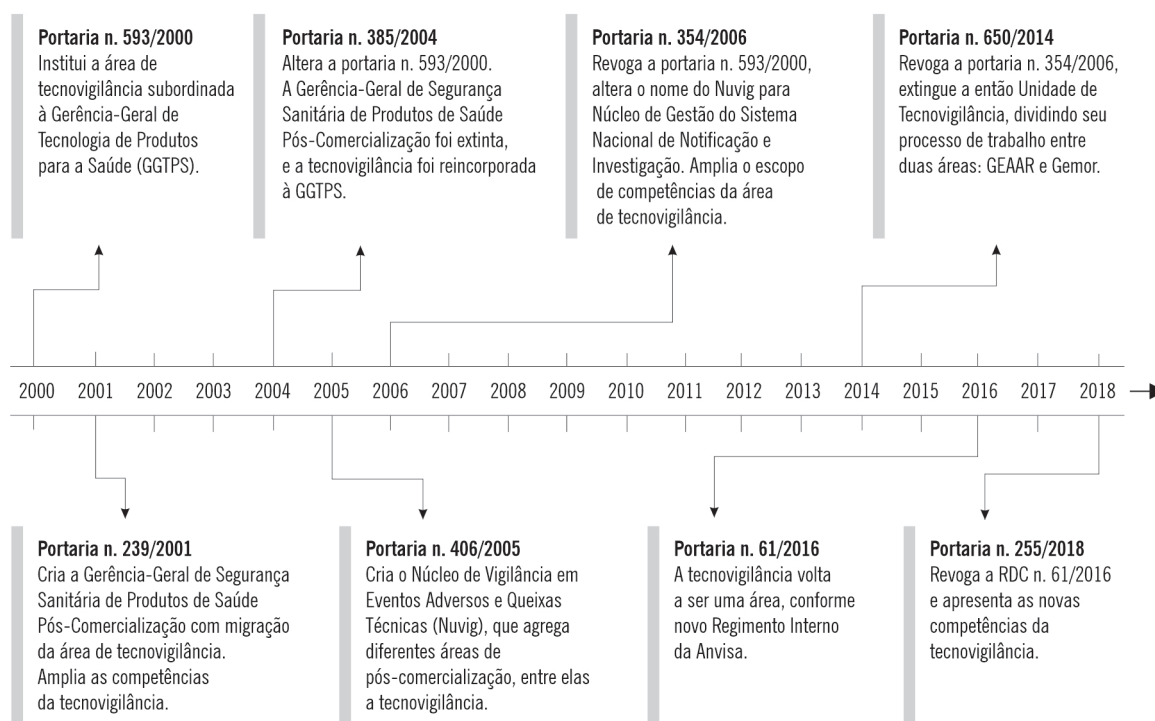 Portaria n. 593/2000
Institui a área de
tecnovigilância subordinada
à Gerência-Geral de
Tecnologia de Produtos
para a Saúde (GGTPS).
Portaria n. 385/2004
Altera a portaria n. 593/2000.
A Gerência-Geral de Segurança
Sanitária de Produtos de Saúde
Pós-Comercialização foi extinta,
e a tecnovigilância foi reincorporada
à GGTPS.
Portaria n. 354/2006
Revoga a portaria n. 593/2000,
altera o nome do Nuvig para
Núcleo de Gestão do Sistema
Nacional de Notificação e
Investigação. Amplia o escopo
de competências da área
de tecnovigilância.
Portaria n. 650/2014
Revoga a portaria n. 354/2006,
extingue a então Unidade de
Tecnovigilância, dividindo seu
processo de trabalho entre
duas áreas: GEAAR e Gemor.
2000 2001 2002 2003 2004 2005 2006 2007 2008 2009 2010 2011 2012 2013 2014 2015 2016 2017 2018
Portaria n. 239/2001
Cria a Gerência-Geral de Segurança
Sanitária de Produtos de Saúde
Pós-Comercialização com migração
da área de tecnovigilância.
Amplia as competências
da tecnovigilância.
Portaria n. 406/2005
Cria o Núcleo de Vigilância em
Eventos Adversos e Queixas
Técnicas (Nuvig), que agrega
diferentes áreas de
pós-comercialização, entre elas
a tecnovigilância.
Portaria n. 61/2016
A tecnovigilância volta
a ser uma área, conforme
novo Regimento Interno
da Anvisa.
Portaria n. 255/2018
Revoga a RDC n. 61/2016
e apresenta as novas
competências da
tecnovigilância.